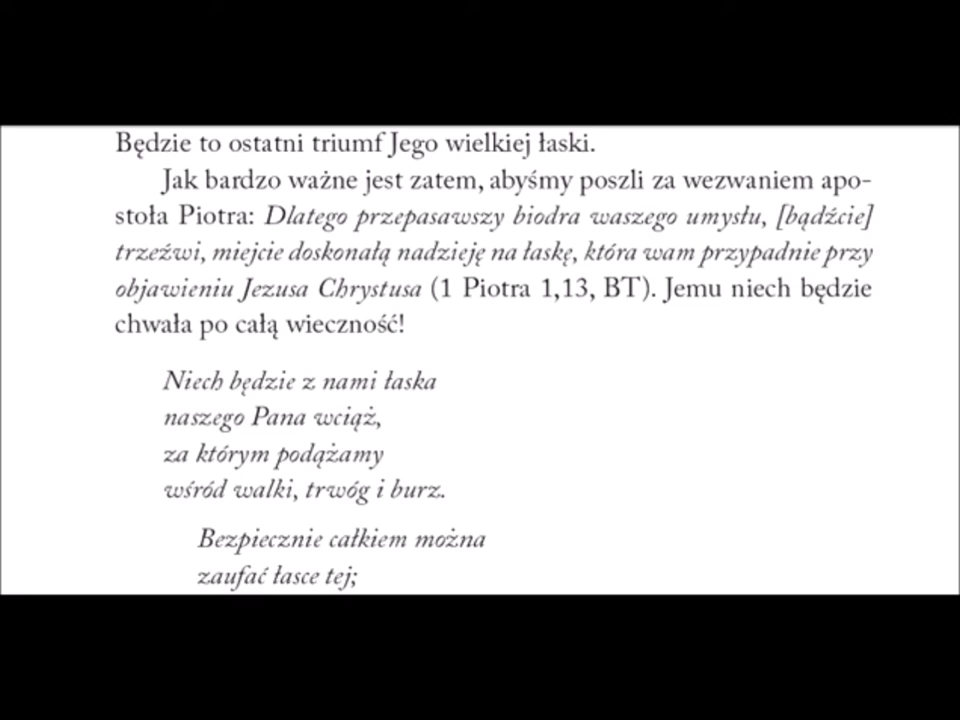 Będzie to ostatni triumf Jego wielkiej łaski.
Jak bardzo ważne jest zatem, abyśmy poszli za wezwaniem apo-
stoła Piotra: Dlatego przepasawszy biodra waszego umysłu, [bądźcie]
trzeźwi, miejcie doskonałą nadzieję na łaskę, która wam przypadnie przy
objawieniu Jezusa Chrystusa (1 Piotra 1,13, BT). Jemu niech będzie
chwała po całą wieczność!
Niech będzie z nami łaska
naszego Pana wciąż,
za którym podążamy
wśród walki, trwóg i burz.
Bezpiecznie całkiem można
zaufać łasce tej;